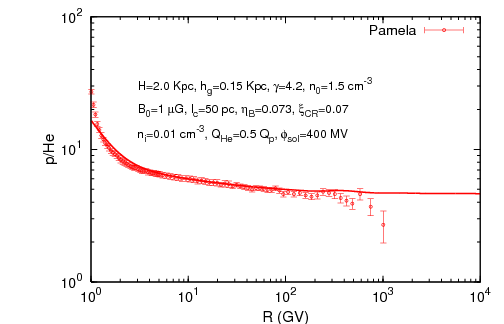 10²
Pamela
H=2.0 Kpc, h_g=0.15 Kpc, γ=4.2, n₀=1.5 cm⁻³
B₀=1 μG, l_c=50 pc, η_B=0.073, ξ_CR=0.07
n_i=0.01 cm⁻³, Q_He=0.5 Q_p, ϕ_sol=400 MV
p/He
10¹
10⁰
10⁰ 10¹ 10² 10³ 10⁴
R (GV)